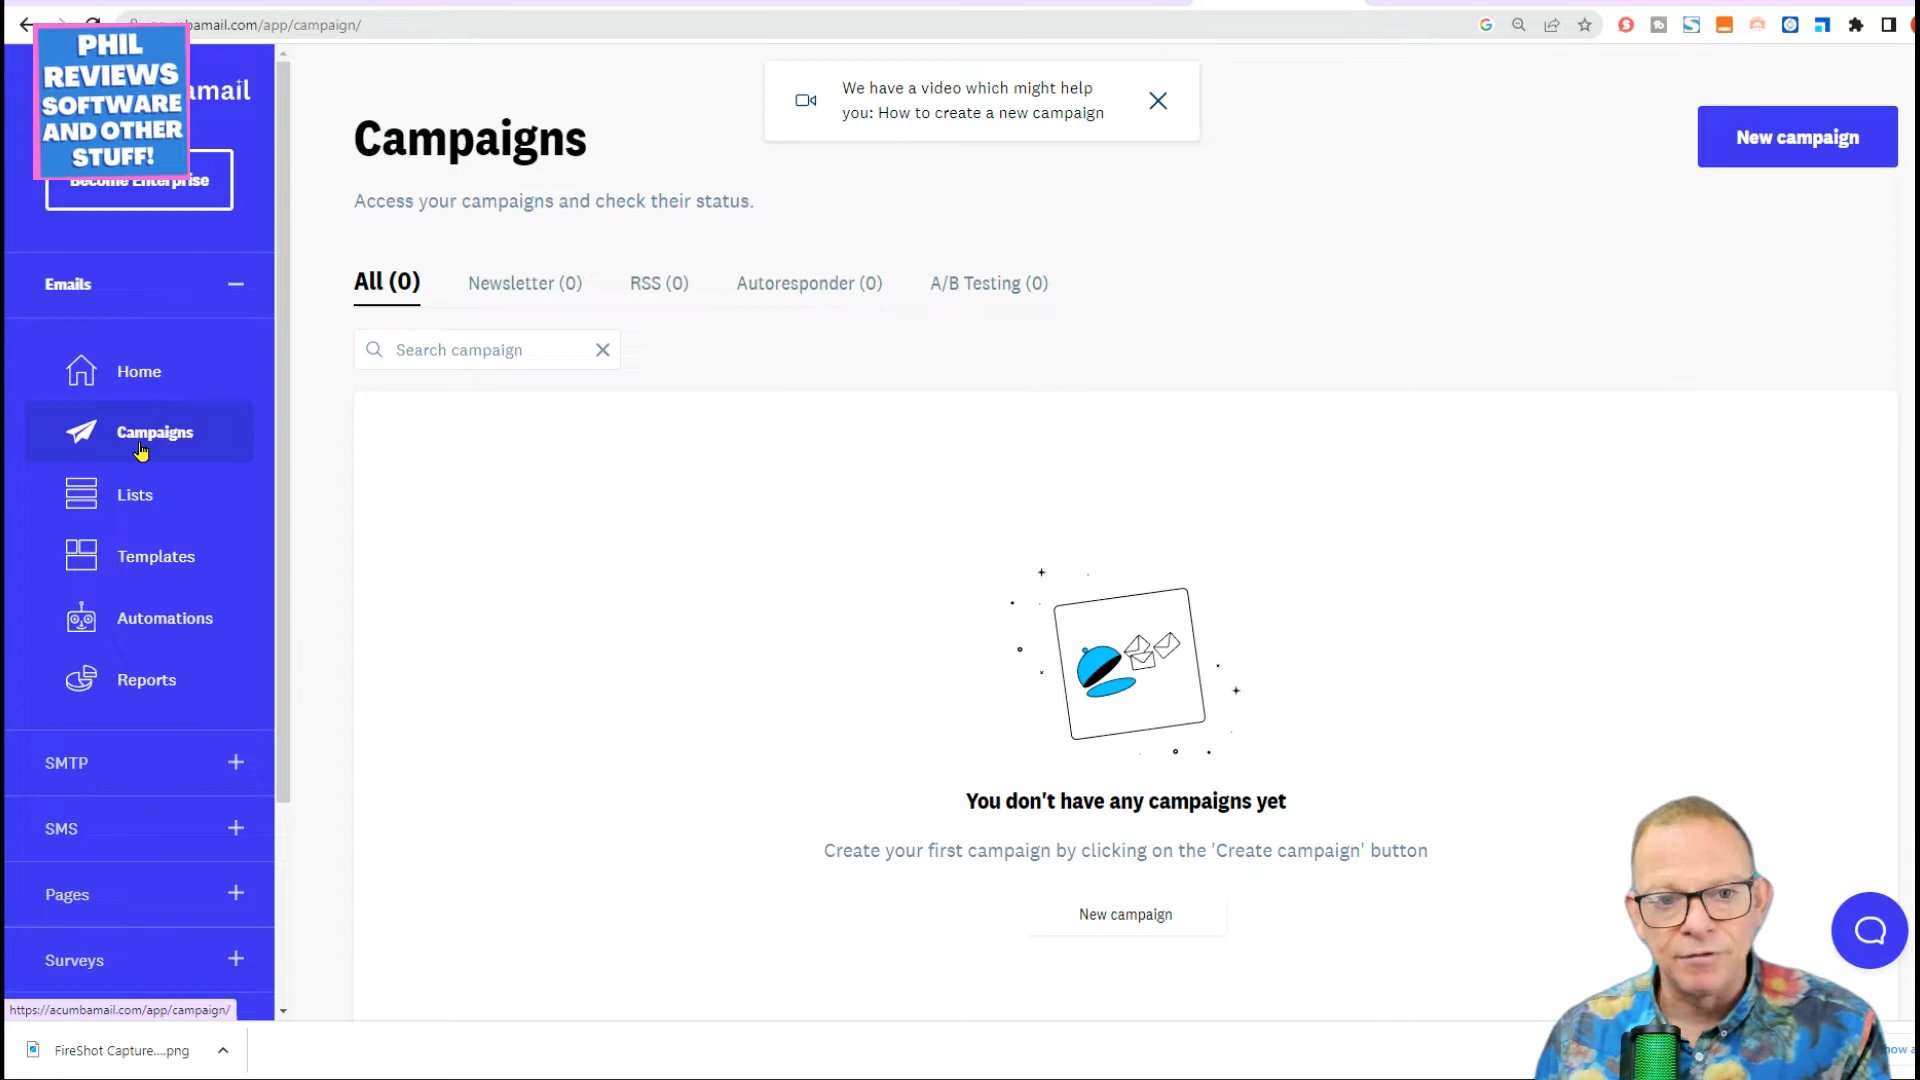 acumbamail.com/app/campaign/
PHIL
REVIEWS
SOFTWARE
AND OTHER
STUFF!
amail
Become Enterprise
Emails
Home
Campaigns
Lists
Templates
Automations
Reports
SMTP
SMS
Pages
Surveys
https://acumbamail.com/app/campaign/
We have a video which might help
you: How to create a new campaign
Campaigns
New campaign
Access your campaigns and check their status.
All (0) Newsletter (0) RSS (0) Autoresponder (0) A/B Testing (0)
Search campaign
You don't have any campaigns yet
Create your first campaign by clicking on the 'Create campaign' button
New campaign
FireShot Capture....png